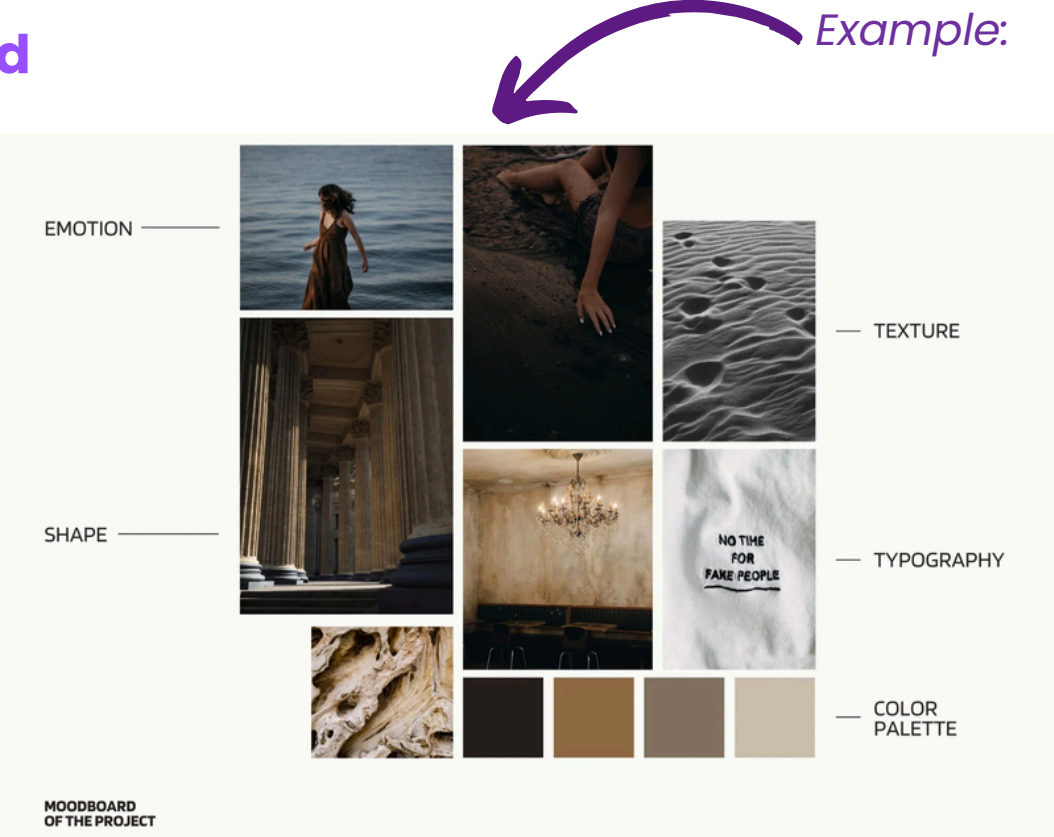 d
Example:
EMOTION
TEXTURE
SHAPE
NO TIME
FOR
FAKE PEOPLE
TYPOGRAPHY
COLOR
PALETTE
MOODBOARD
OF THE PROJECT